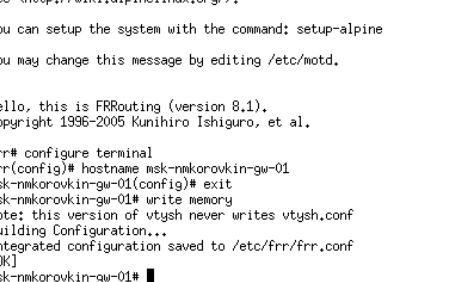 ou can setup the system with the command: setup-alpine
ou may change this message by editing /etc/motd.
ello, this is FRRouting (version 8.1).
opyright 1996-2005 Kunihiro Ishiguro, et al.
rr# configure terminal
rr(config)# hostname msk-nmkorovkin-gw-01
sk-nmkorovkin-gw-01(config)# exit
sk-nmkorovkin-gw-01# write memory
ote: this version of vtysh never writes vtysh.conf
uilding Configuration...
ntegrated configuration saved to /etc/frr/frr.conf
OK]
sk-nmkorovkin-gw-01#